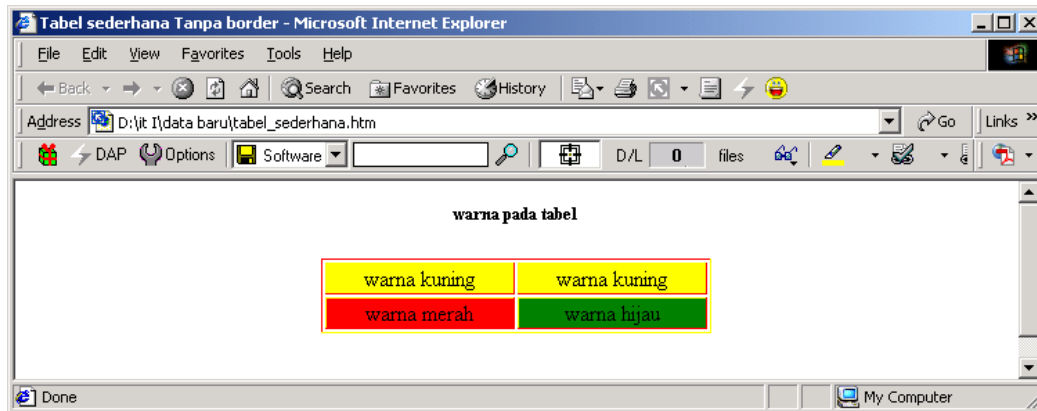 Tabel sederhana Tanpa border - Microsoft Internet Explorer
File Edit View Favorites Tools Help
Back Search Favorites History
Address D:\it I\data baru\tabel_sederhana.htm Go Links »
DAP Options Software D/L 0 files
warna pada tabel
warna kuning warna kuning
warna merah warna hijau
Done My Computer